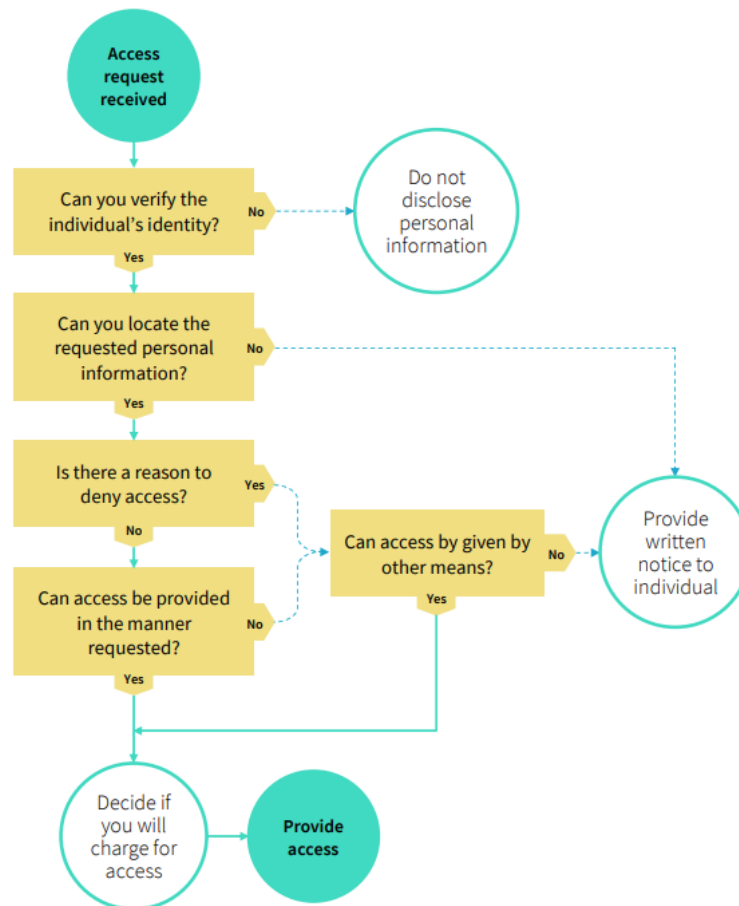 Access
request
received
Can you verify the
individual's identity?
No
Do not
disclose
personal
information
Yes
Can you locate the
requested personal
information?
No
Yes
Is there a reason to
deny access?
Yes
No
Can access by given by
other means?
No
Provide
written
notice to
individual
Yes
Can access be provided
in the manner
requested?
No
Yes
Decide if
you will
charge for
access
Provide
access